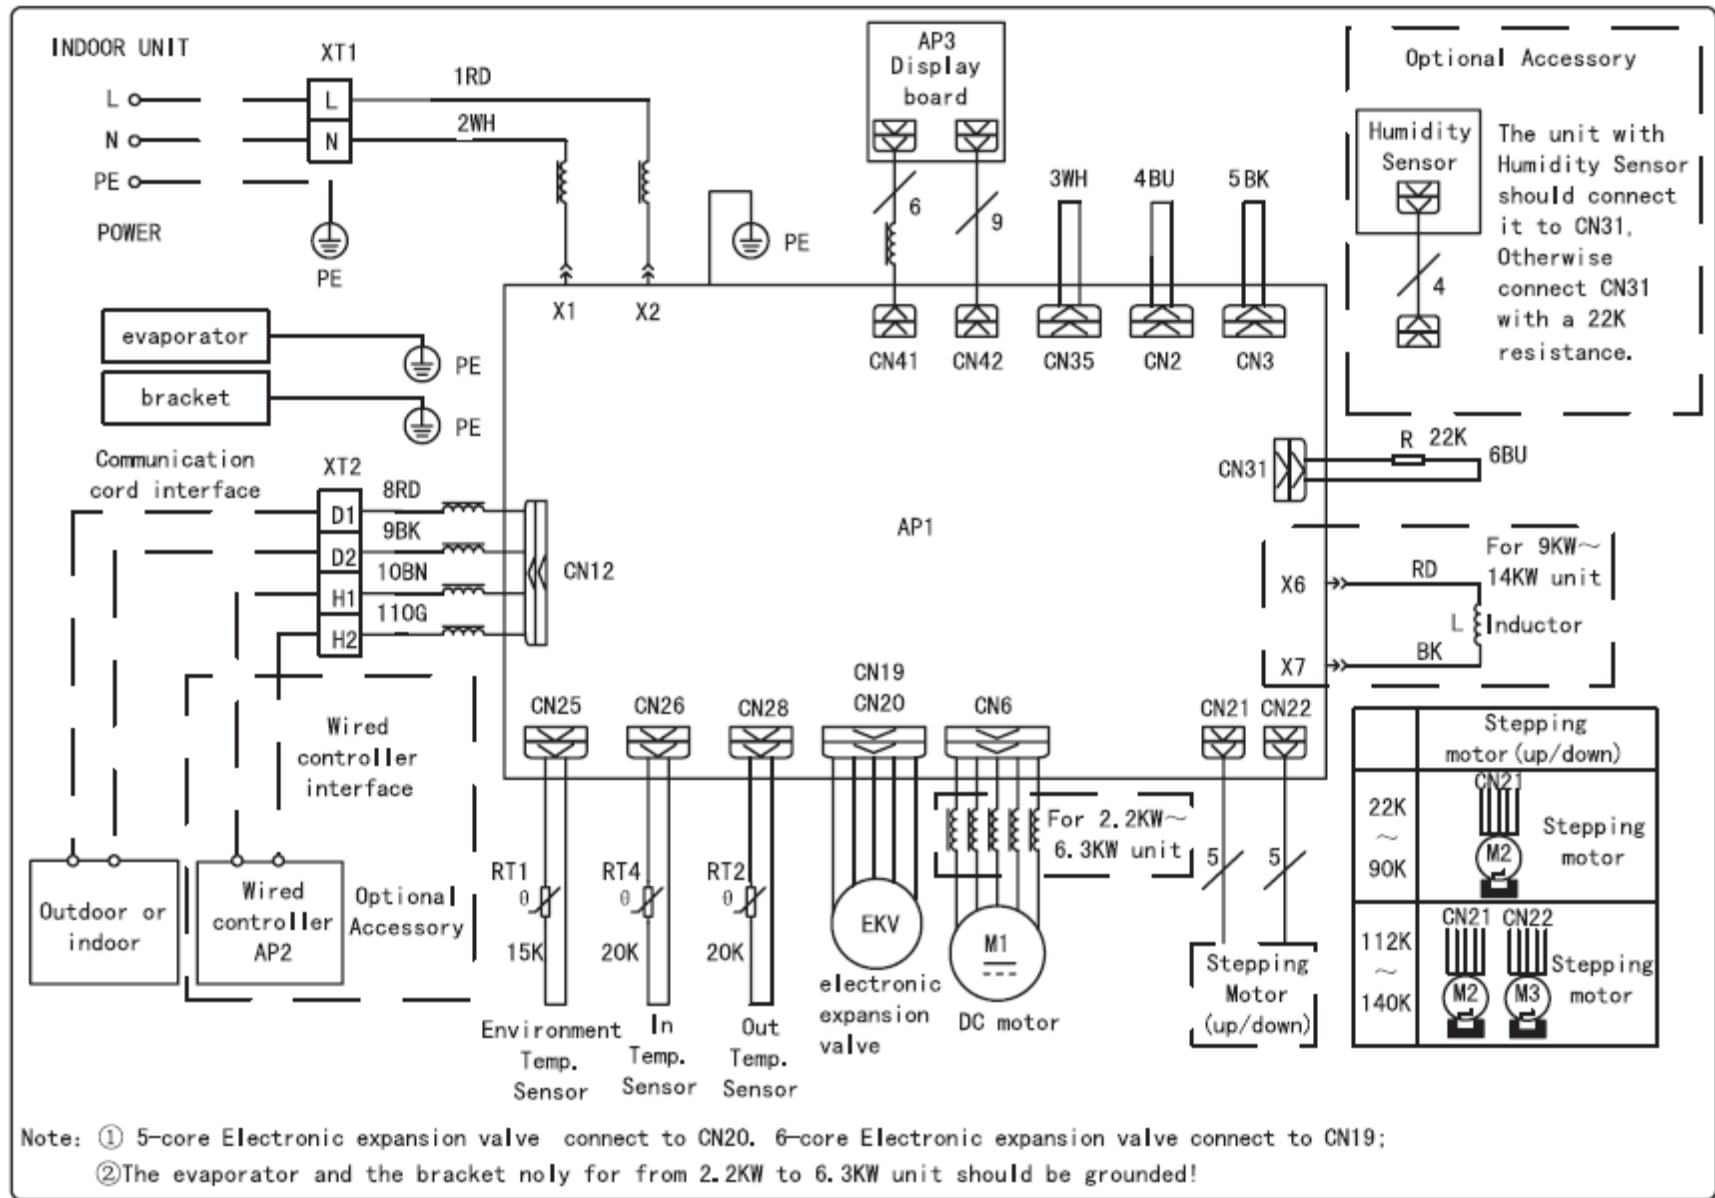 INDOOR UNIT
XT1
L
N
PE
POWER
L
N
1RD
2WH
PE
X1
X2
PE
AP3
Display
board
6
9
3WH
4BU
5BK
CN41
CN42
CN35
CN2
CN3
Optional Accessory
Humidity
Sensor
4
The unit with
Humidity Sensor
should connect
it to CN31,
Otherwise
connect CN31
with a 22K
resistance.
evaporator
PE
bracket
PE
Communication
cord interface
XT2
D1
D2
H1
H2
8RD
9BK
10BN
11OG
CN12
AP1
CN31
R
22K
6BU
For 9KW～
14KW unit
X6
RD
L
Inductor
X7
BK
Wired
controller
interface
Outdoor or
indoor
Wired
controller
AP2
Optional
Accessory
CN25
CN26
CN28
CN19
CN20
CN6
CN21
CN22
RT1
θ
15K
RT4
θ
20K
RT2
θ
20K
Environment
Temp.
Sensor
In
Temp.
Sensor
Out
Temp.
Sensor
EKV
electronic
expansion
valve
For 2.2KW～
6.3KW unit
M1
DC motor
5
5
Stepping
Motor
(up/down)
Stepping
motor(up/down)
22K
～
90K
CN21
M2
Stepping
motor
112K
～
140K
CN21
CN22
M2
M3
Stepping
motor
Note: ① 5-core Electronic expansion valve connect to CN20. 6-core Electronic expansion valve connect to CN19;
②The evaporator and the bracket noly for from 2.2KW to 6.3KW unit should be grounded!